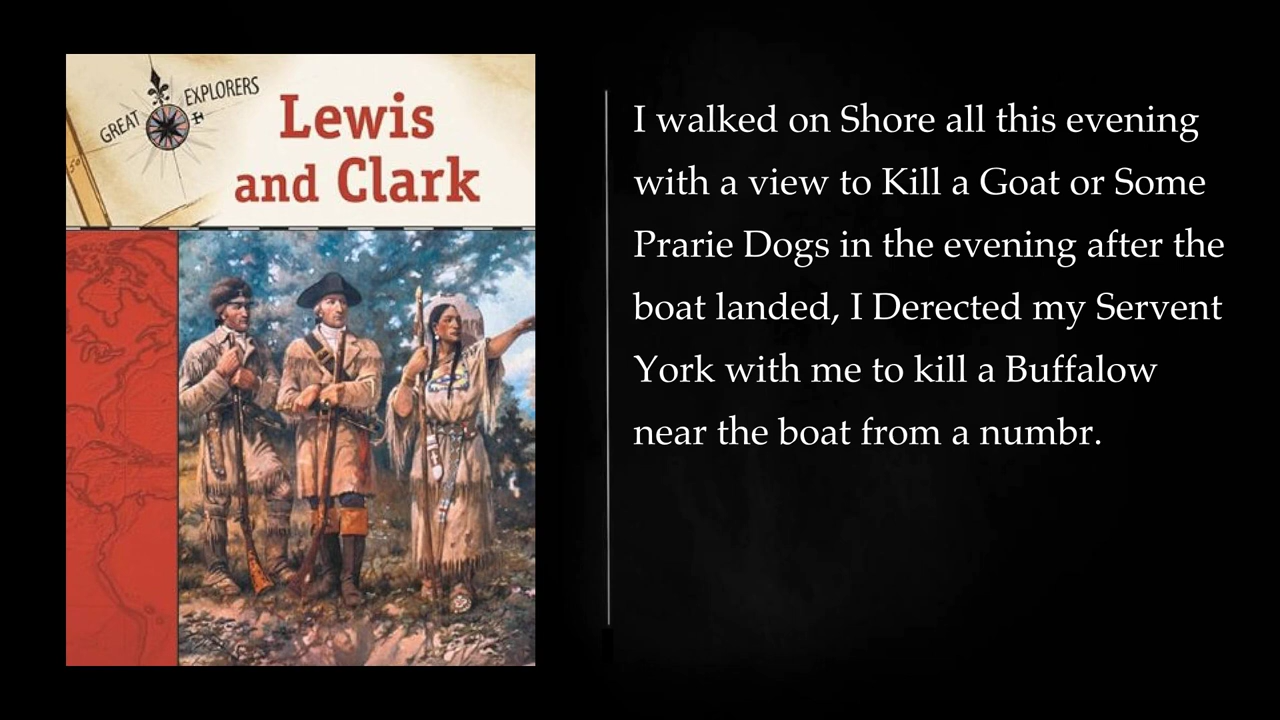 GREAT EXPLORERS
Lewis
and Clark
50
I walked on Shore all this evening
with a view to Kill a Goat or Some
Prarie Dogs in the evening after the
boat landed, I Derected my Servent
York with me to kill a Buffalow
near the boat from a numbr.